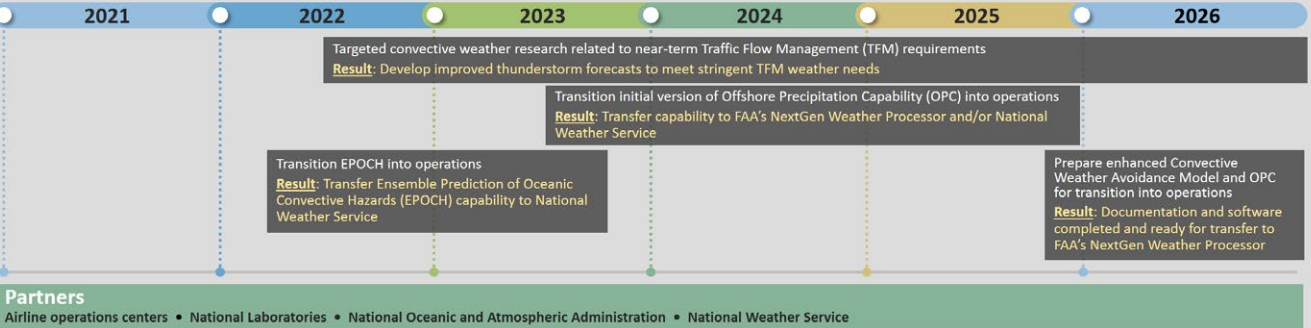 2021 2022 2023 2024 2025 2026
Targeted convective weather research related to near-term Traffic Flow Management (TFM) requirements
Result: Develop improved thunderstorm forecasts to meet stringent TFM weather needs
Transition initial version of Offshore Precipitation Capability (OPC) into operations
Result: Transfer capability to FAA's NextGen Weather Processor and/or National
Weather Service
Transition EPOCH into operations
Result: Transfer Ensemble Prediction of Oceanic
Convective Hazards (EPOCH) capability to National
Weather Service
Prepare enhanced Convective
Weather Avoidance Model and OPC
for transition into operations
Result: Documentation and software
completed and ready for transfer to
FAA's NextGen Weather Processor
Partners
Airline operations centers • National Laboratories • National Oceanic and Atmospheric Administration • National Weather Service